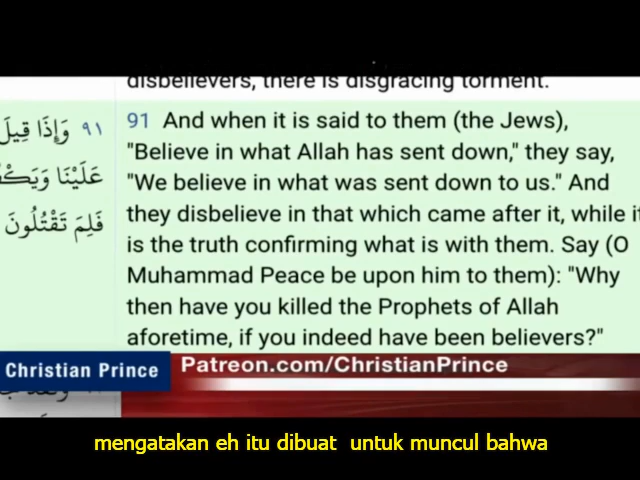 disbelievers, there is disgracing torment.
٩١ وَإِذَا قِيلَ
عَلَيْنَا وَيَكْفُ
فَلِمَ تَقْتُلُونَ
91 And when it is said to them (the Jews),
"Believe in what Allah has sent down," they say,
"We believe in what was sent down to us." And
they disbelieve in that which came after it, while it
is the truth confirming what is with them. Say (O
Muhammad Peace be upon him to them): "Why
then have you killed the Prophets of Allah
aforetime, if you indeed have been believers?"
Christian Prince
Patreon.com/ChristianPrince
mengatakan eh itu dibuat untuk muncul bahwa